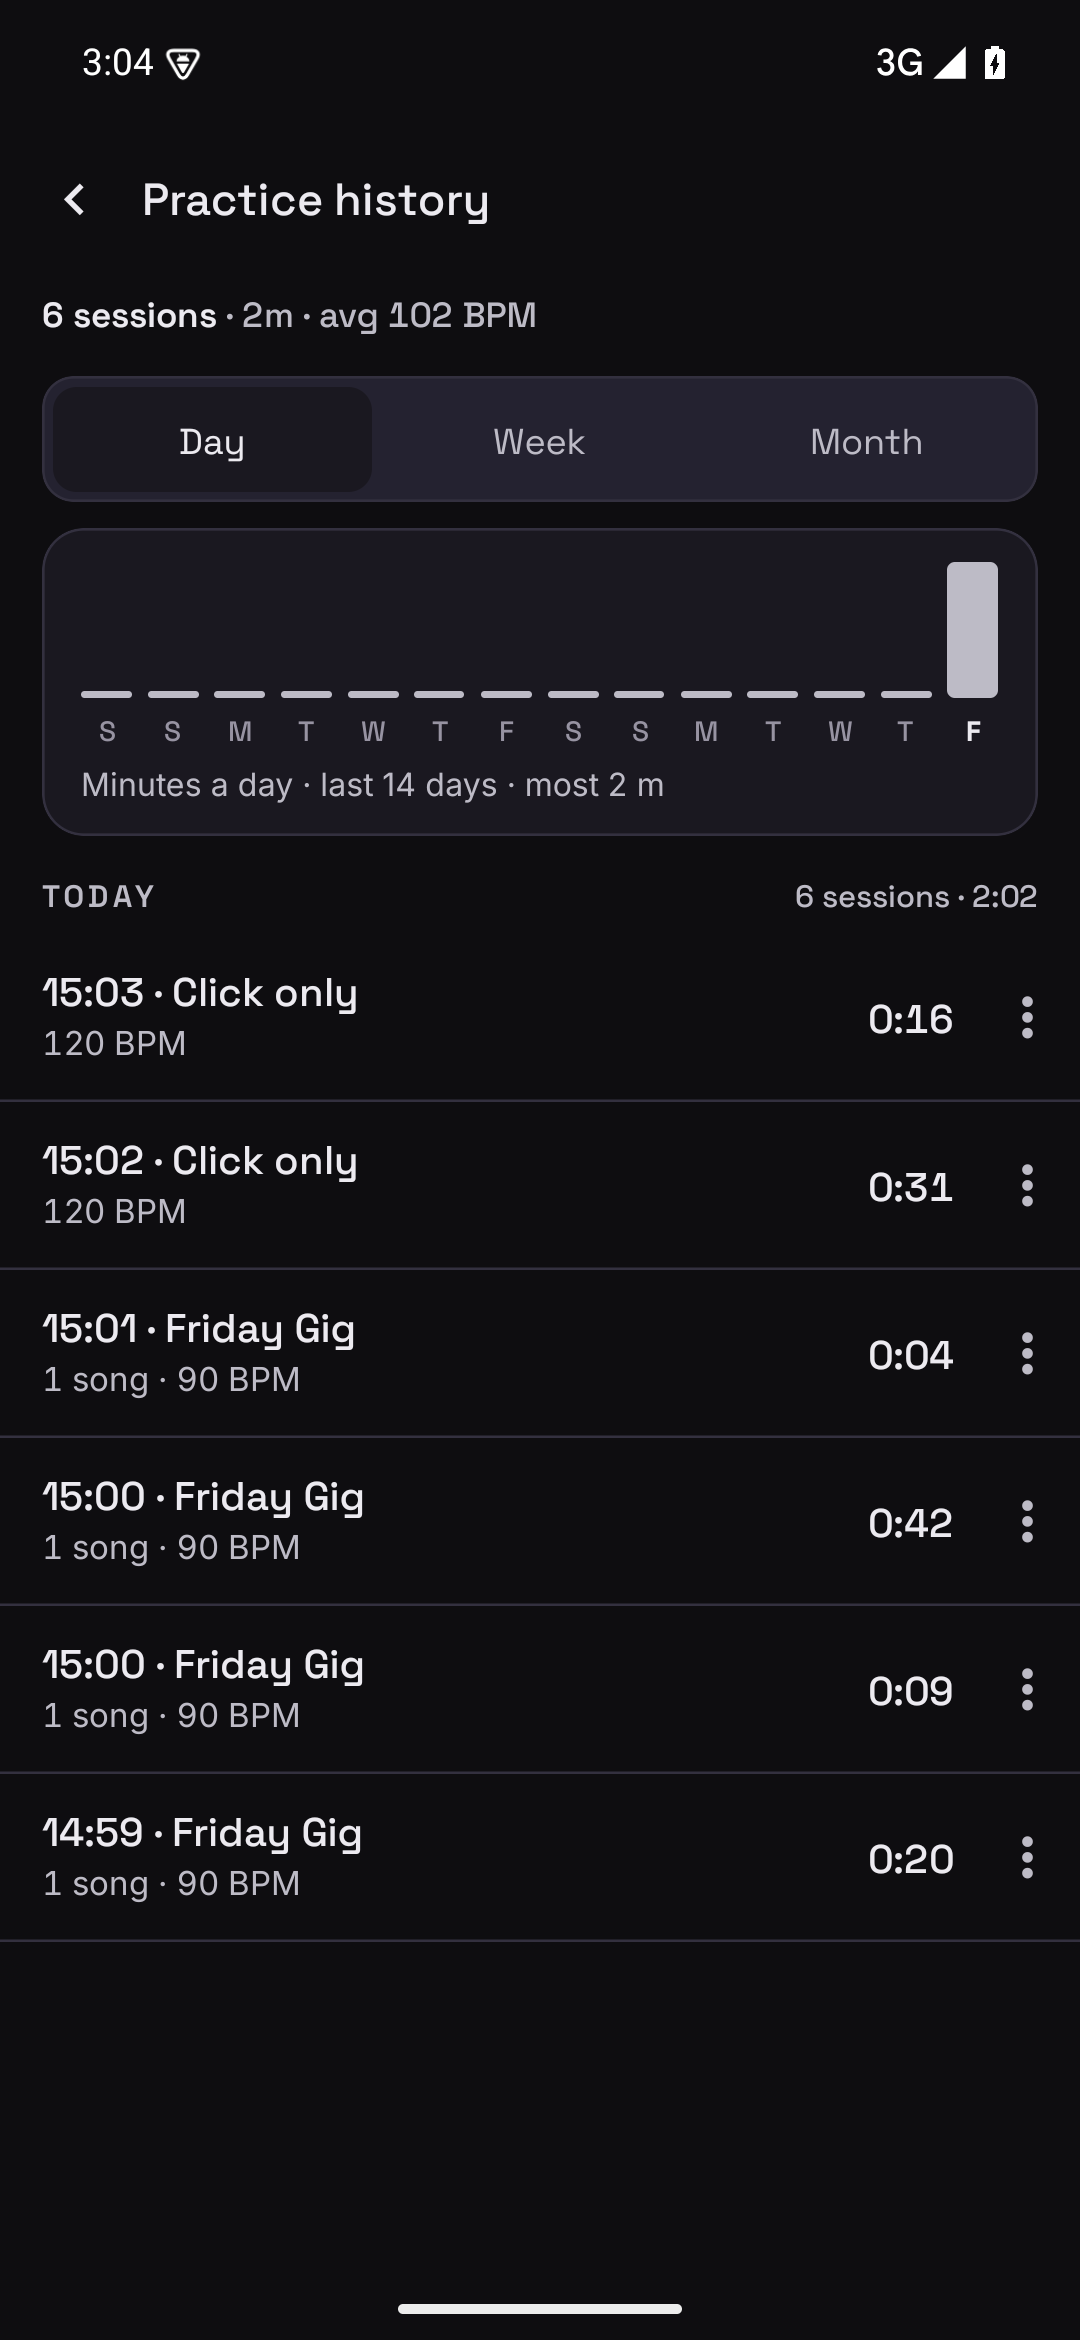 3:04 3G
Practice history
6 sessions · 2m · avg 102 BPM
Day Week Month
S S M T W T F S S M T W T F
Minutes a day · last 14 days · most 2 m
TODAY 6 sessions · 2:02
15:03 · Click only
120 BPM
0:16
15:02 · Click only
120 BPM
0:31
15:01 · Friday Gig
1 song · 90 BPM
0:04
15:00 · Friday Gig
1 song · 90 BPM
0:42
15:00 · Friday Gig
1 song · 90 BPM
0:09
14:59 · Friday Gig
1 song · 90 BPM
0:20